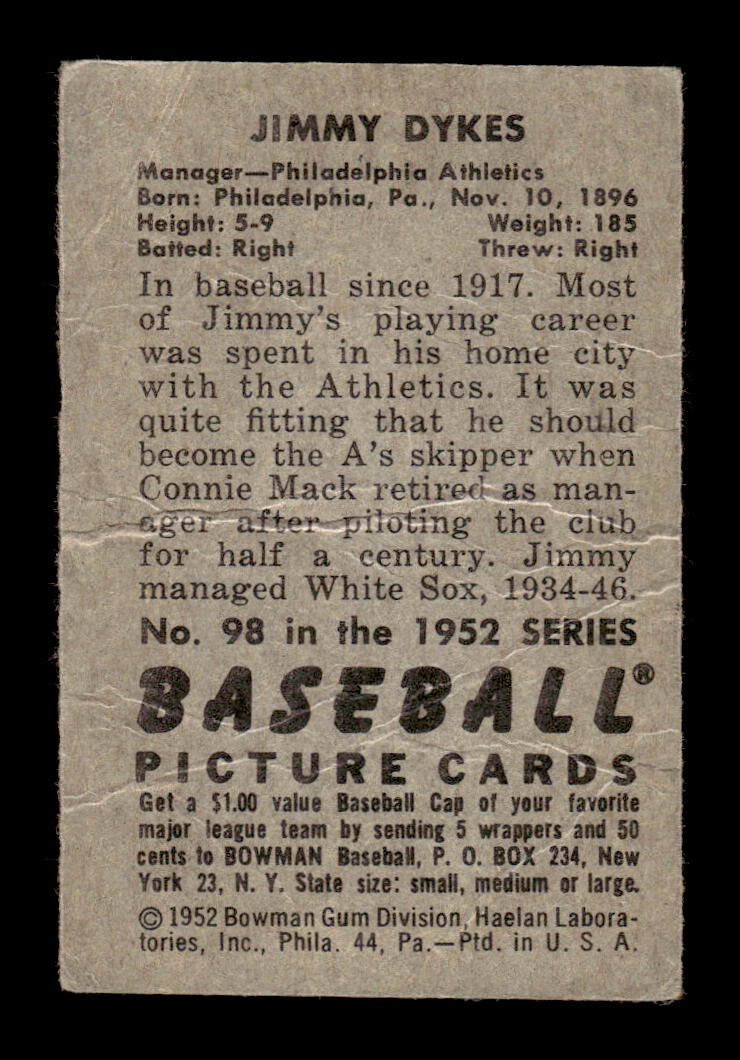 JIMMY DYKES
Manager—Philadelphia Athletics
Born: Philadelphia, Pa., Nov. 10, 1896
Height: 5-9 Weight: 185
Batted: Right Threw: Right
In baseball since 1917. Most
of Jimmy's playing career
was spent in his home city
with the Athletics. It was
quite fitting that he should
become the A's skipper when
Connie Mack retired as man-
ager after piloting the club
for half a century. Jimmy
managed White Sox, 1934-46.
No. 98 in the 1952 SERIES
BASEBALL®
PICTURE CARDS
Get a $1.00 value Baseball Cap of your favorite
major league team by sending 5 wrappers and 50
cents to BOWMAN Baseball, P. O. BOX 234, New
York 23, N. Y. State size: small, medium or large.
© 1952 Bowman Gum Division, Haelan Labora-
tories, Inc., Phila. 44, Pa.—Ptd. in U. S. A.